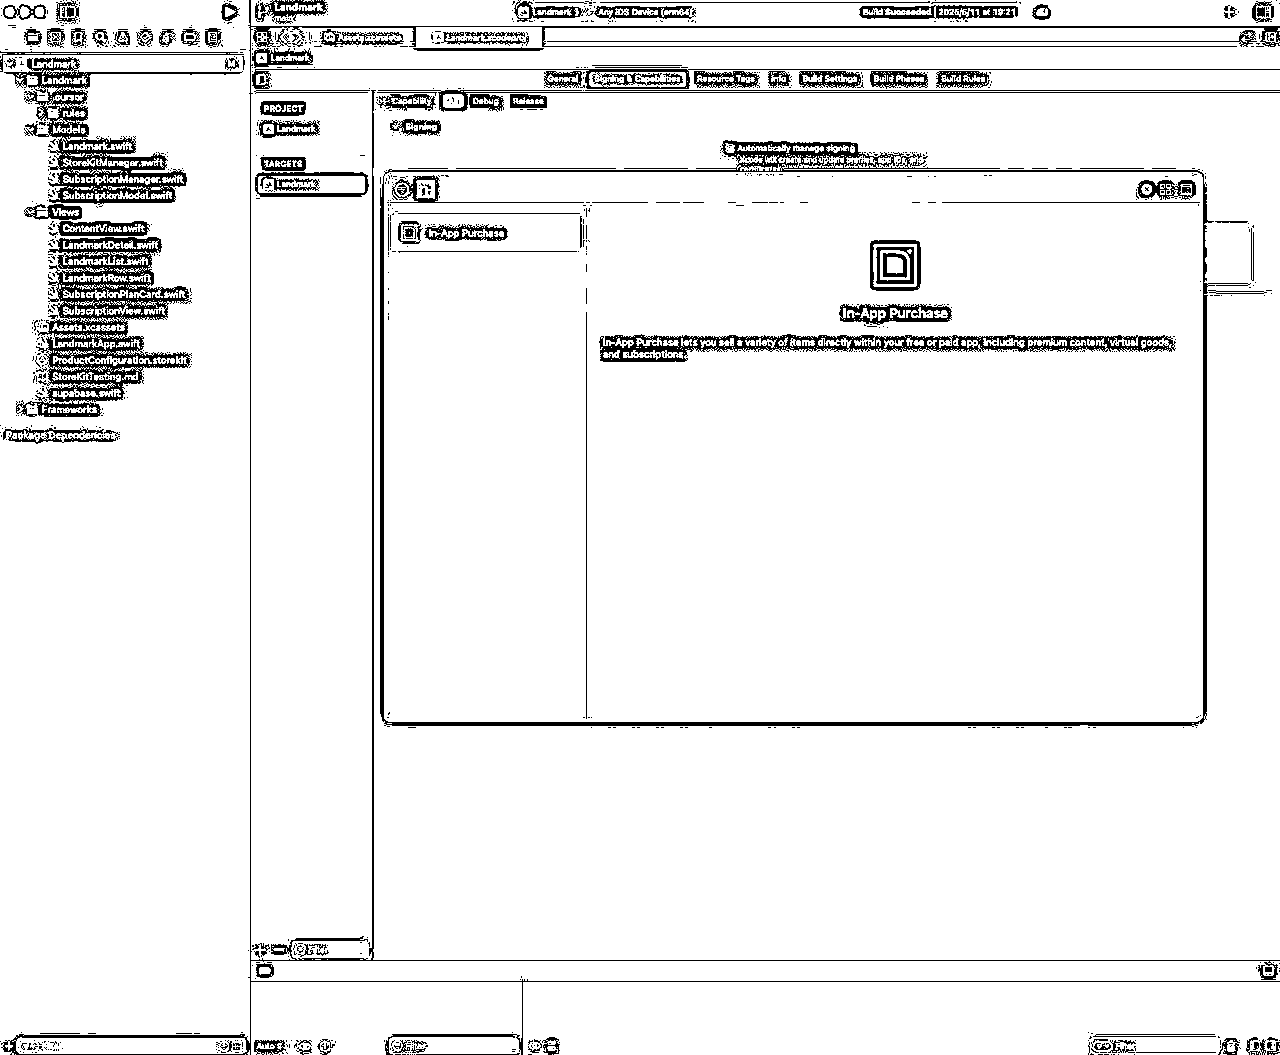 Landmark
main
Landmark
Any iOS Device (arm64)
Build Succeeded | 2025/6/11 at 19:21
Landmark
Landmark
cursor
rules
Models
Landmark.swift
StoreKitManager.swift
SubscriptionManager.swift
SubscriptionModel.swift
Views
ContentView.swift
LandmarkDetail.swift
LandmarkList.swift
LandmarkRow.swift
SubscriptionPlanCard.swift
SubscriptionView.swift
Assets.xcassets
LandmarkApp.swift
ProductConfiguration.storekit
StoreKitTesting.md
supabase.swift
Frameworks
Package Dependencies
Landmark
General
Signing & Capabilities
Resource Tags
Info
Build Settings
Build Phases
Build Rules
PROJECT
Landmark
TARGETS
Landmark
Capability
All
Debug
Release
Signing
Automatically manage signing
Xcode will create and update profiles, app IDs, and
In-App Purchase
In-App Purchase
In-App Purchase lets you sell a variety of items directly within your free or paid app, including premium content, virtual goods,
and subscriptions.
Auto
Filter